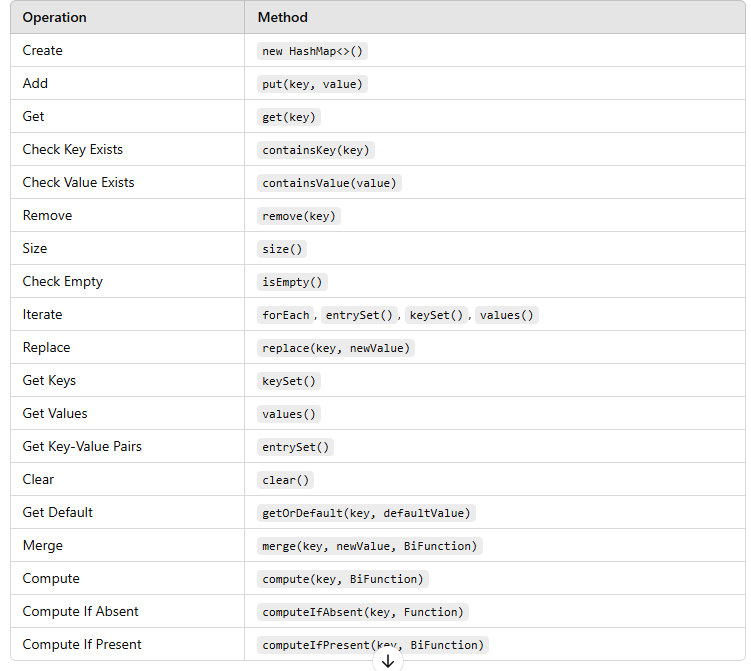 Operation Method
Create new HashMap<>()
Add put(key, value)
Get get(key)
Check Key Exists containsKey(key)
Check Value Exists containsValue(value)
Remove remove(key)
Size size()
Check Empty isEmpty()
Iterate forEach, entrySet(), keySet(), values()
Replace replace(key, newValue)
Get Keys keySet()
Get Values values()
Get Key-Value Pairs entrySet()
Clear clear()
Get Default getOrDefault(key, defaultValue)
Merge merge(key, newValue, BiFunction)
Compute compute(key, BiFunction)
Compute If Absent computeIfAbsent(key, Function)
Compute If Present computeIfPresent(key, BiFunction)